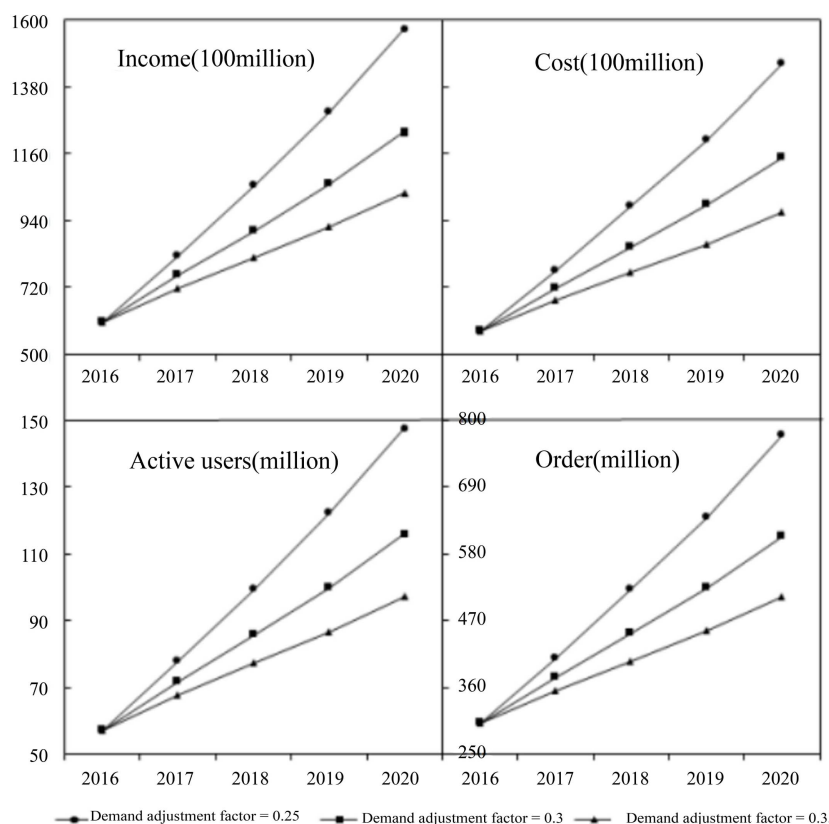 Income(100million)
Cost(100million)
1600
1380
1160
940
720
500
2016 2017 2018 2019 2020
2016 2017 2018 2019 2020
Active users(million)
Order(million)
150
130
110
90
70
50
800
690
580
470
360
250
2016 2017 2018 2019 2020
2016 2017 2018 2019 2020
Demand adjustment factor = 0.25
Demand adjustment factor = 0.3
Demand adjustment factor = 0.3